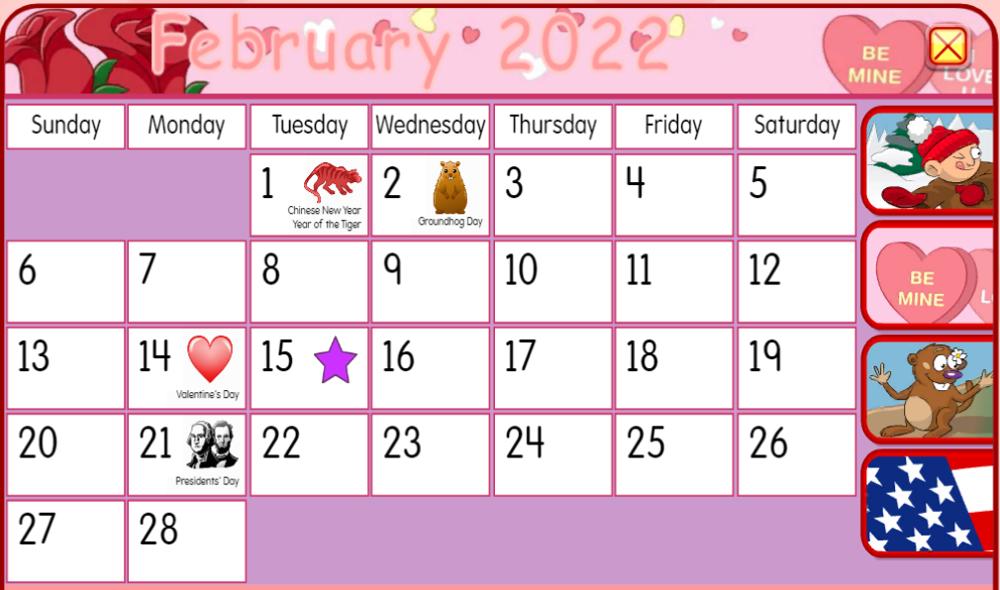 February 2022
BE
MINE
LOVE
Sunday Monday Tuesday Wednesday Thursday Friday Saturday
1 2 3 4 5
Chinese New Year
Year of the Tiger
Groundhog Day
6 7 8 9 10 11 12
BE
MINE
13 14 15 16 17 18 19
Valentine's Day
20 21 22 23 24 25 26
Presidents' Day
27 28